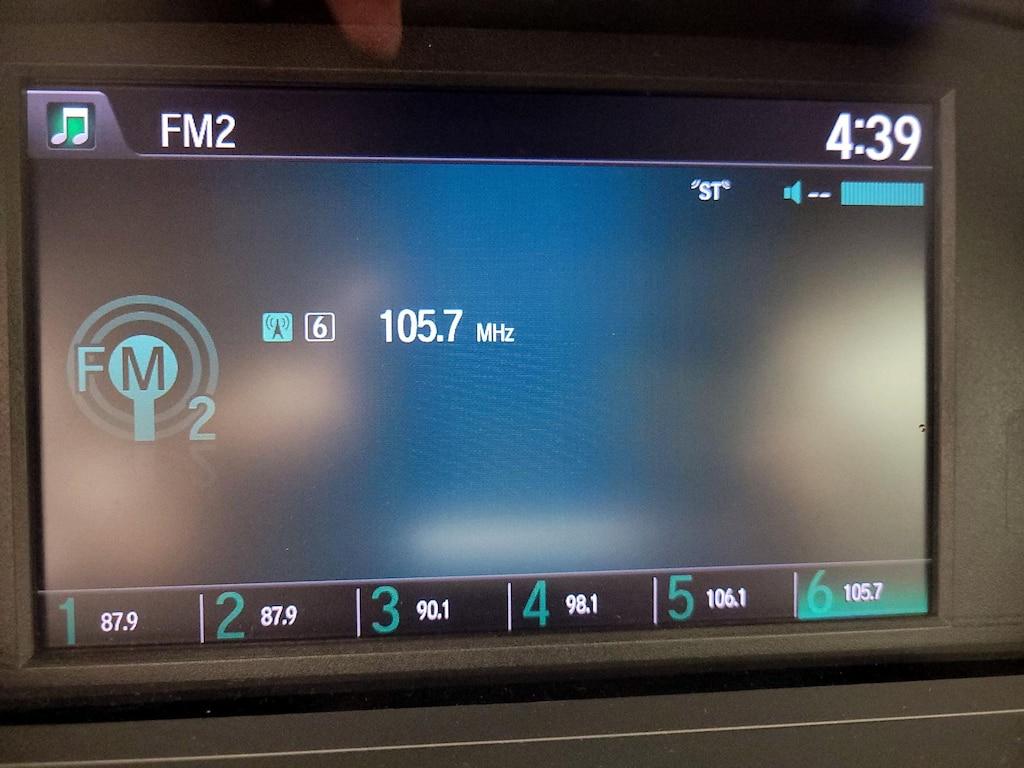 FM2 4:39
"ST" --
6 105.7 MHz
FM
2
1 87.9 2 87.9 3 90.1 4 98.1 5 106.1 6 105.7